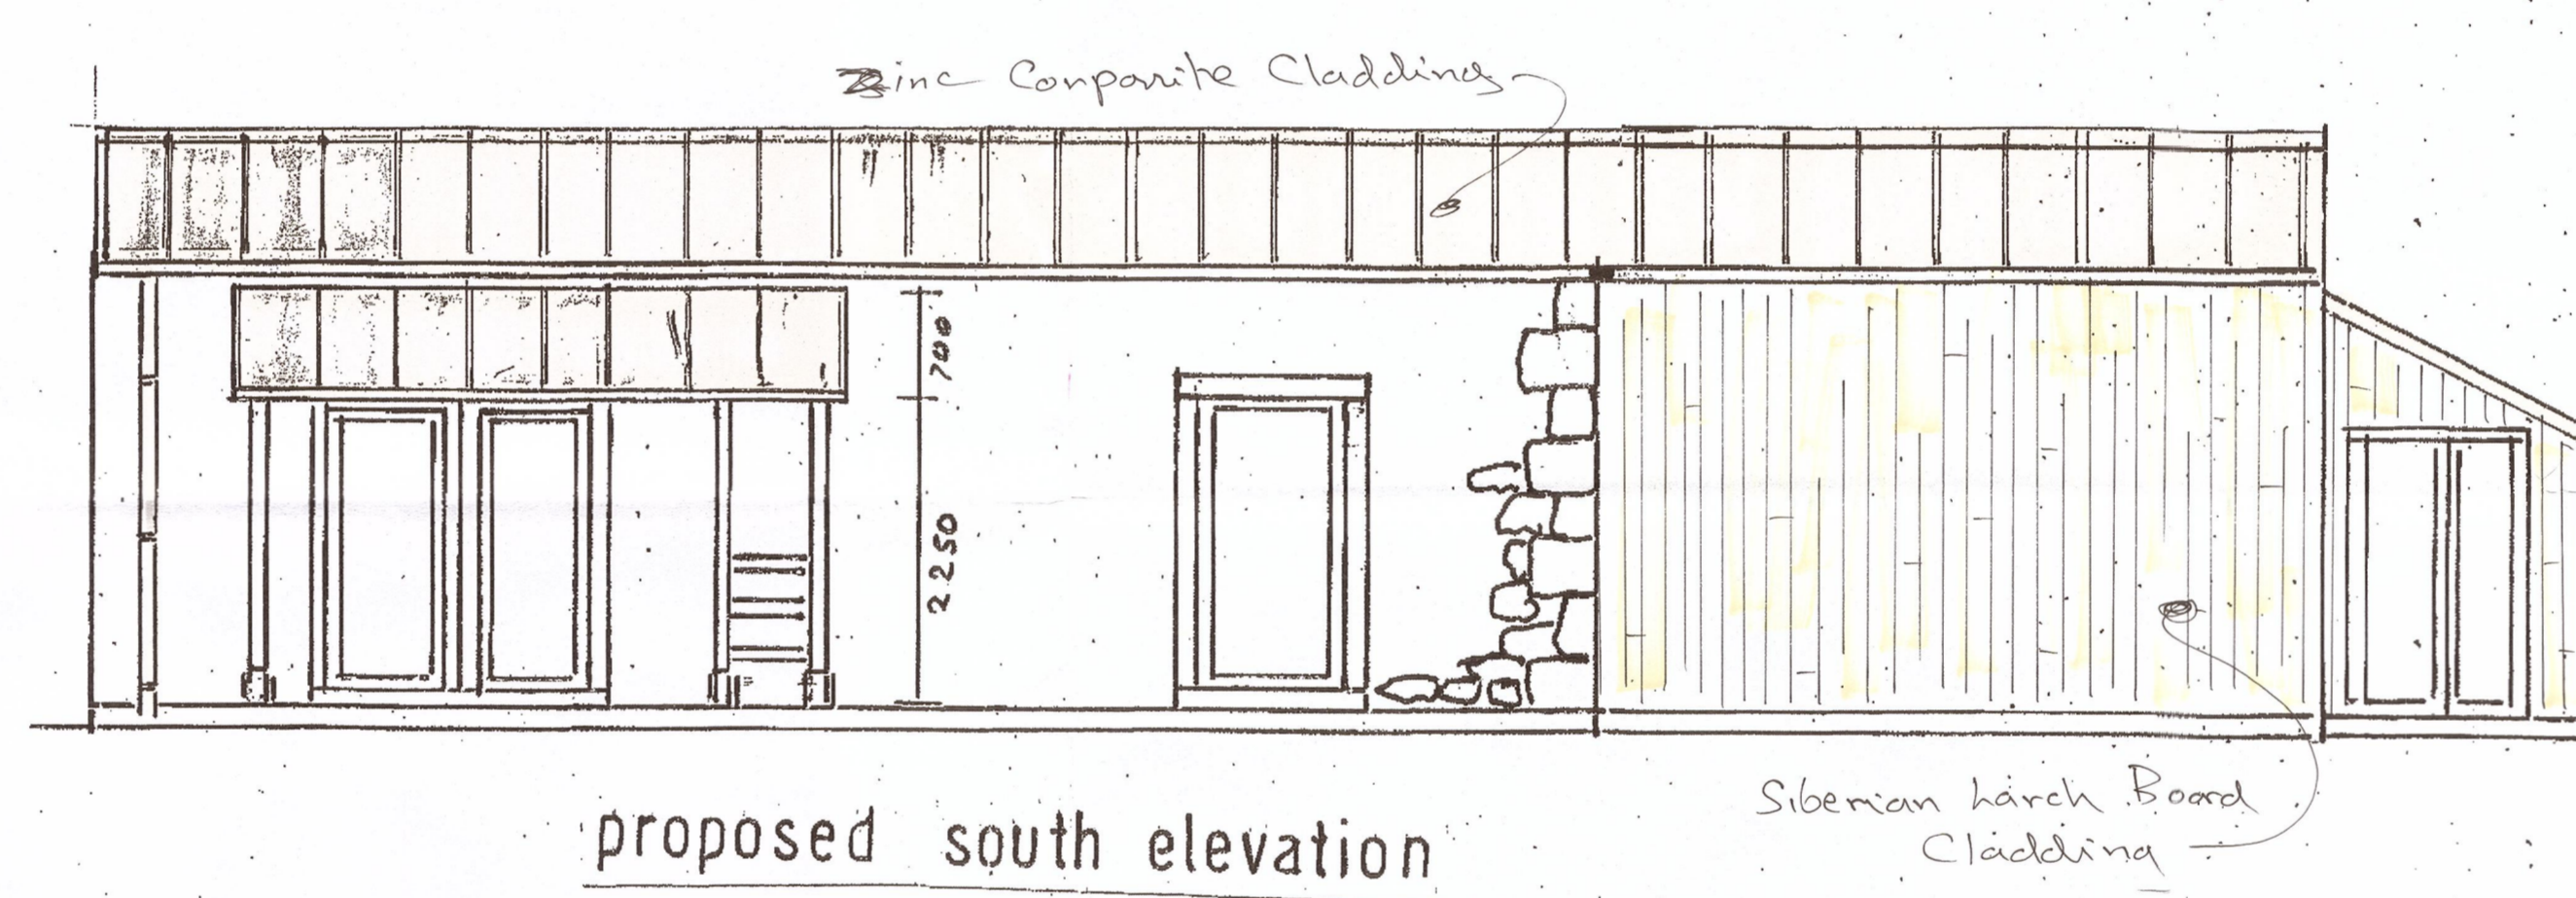 Zinc Composite Cladding
700
2250
proposed south elevation
Siberian Larch Board
Cladding